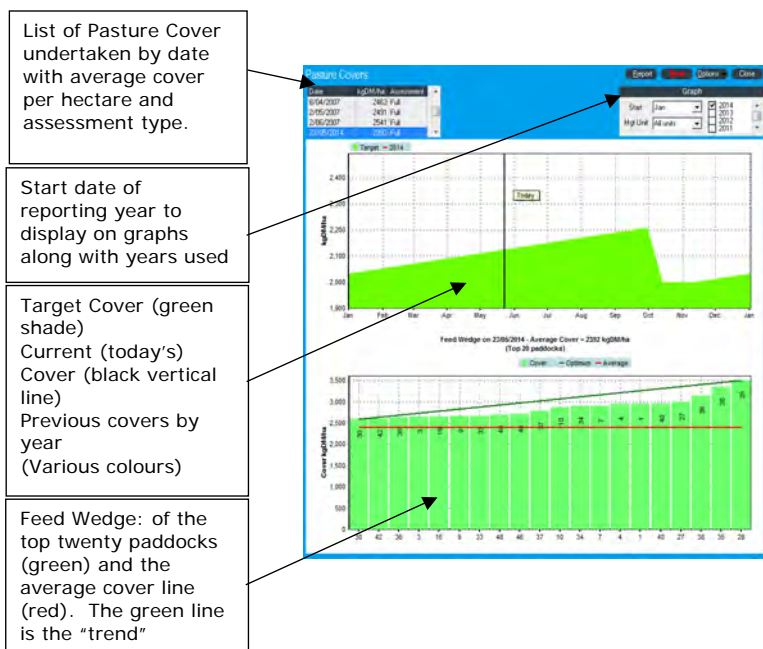 List of Pasture Cover
undertaken by date
with average cover
per hectare and
assessment type.
Start date of
reporting year to
display on graphs
along with years used
Target Cover (green
shade)
Current (today's)
Cover (black vertical
line)
Previous covers by
year
(Various colours)
Feed Wedge: of the
top twenty paddocks
(green) and the
average cover line
(red). The green line
is the “trend”
Pasture Covers
Export Options Close
Date kgDM/ha Assessment
8/04/2007 2463 Full
2/05/2007 2491 Full
2/06/2007 2541 Full
23/05/2014 Full
Graph
Start Jan
Mgt Unit All units
2014
2013
2012
2011
Target 2014
kgDM/ha
2,400
2,300
2,200
2,100
2,000
1,900
Today
Jan Feb Mar Apr May Jun Jul Aug Sep Oct Nov Dec Jan
Feed Wedge on 23/05/2014 - Average Cover = 2392 kgDM/ha
(Top 20 paddocks)
Cover Optimum Average
Cover kgDM/ha
3,500
3,000
2,500
2,000
1,500
1,000
500
0
42 36 3 16 9 33 48 46 37 10 34 7 4 1 40 27 38 35 28